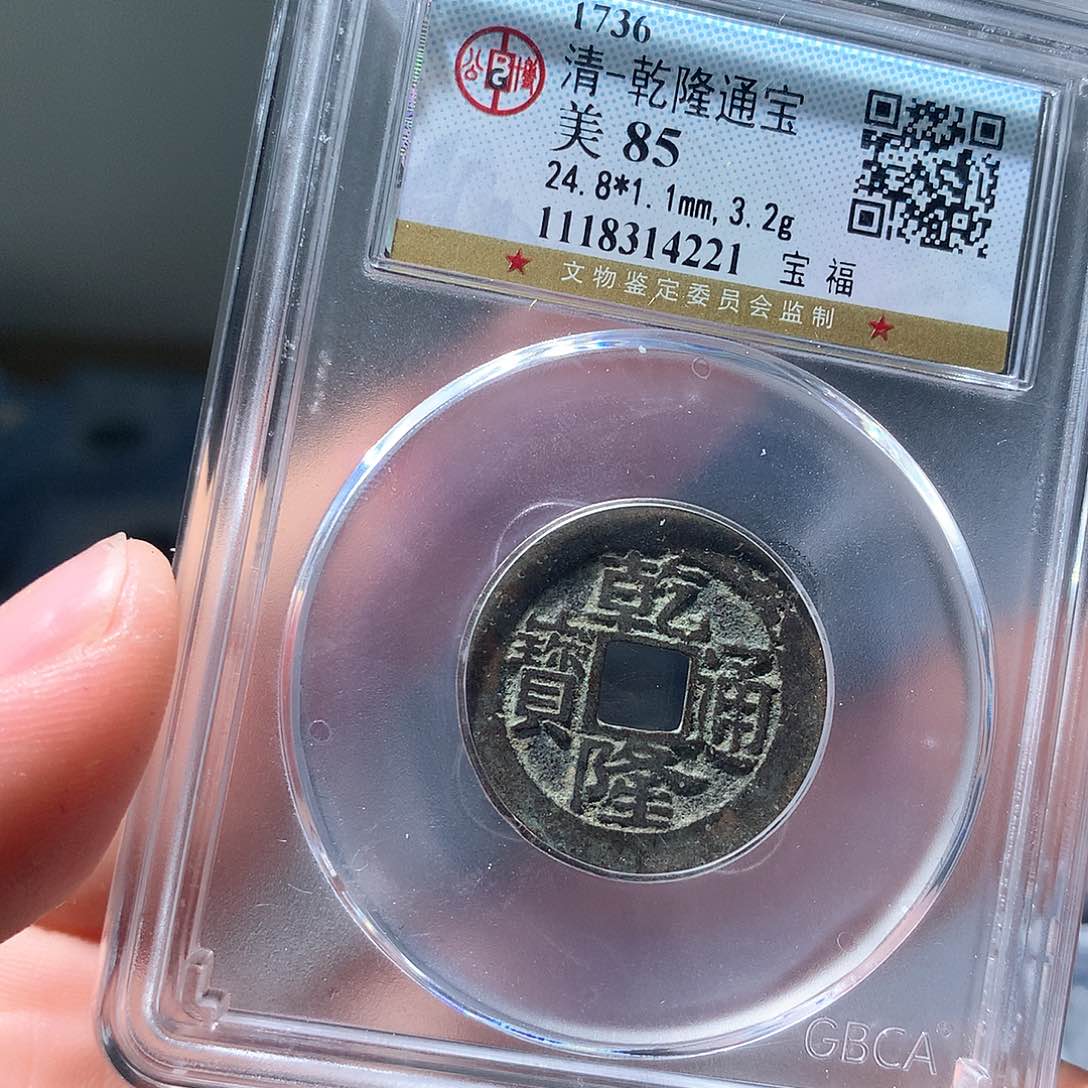 1736
清-乾隆通宝
美 85
24.8*1.1mm,3.2g
1118314221 宝福
文物鉴定委员会监制
乾隆通寳
GBCA